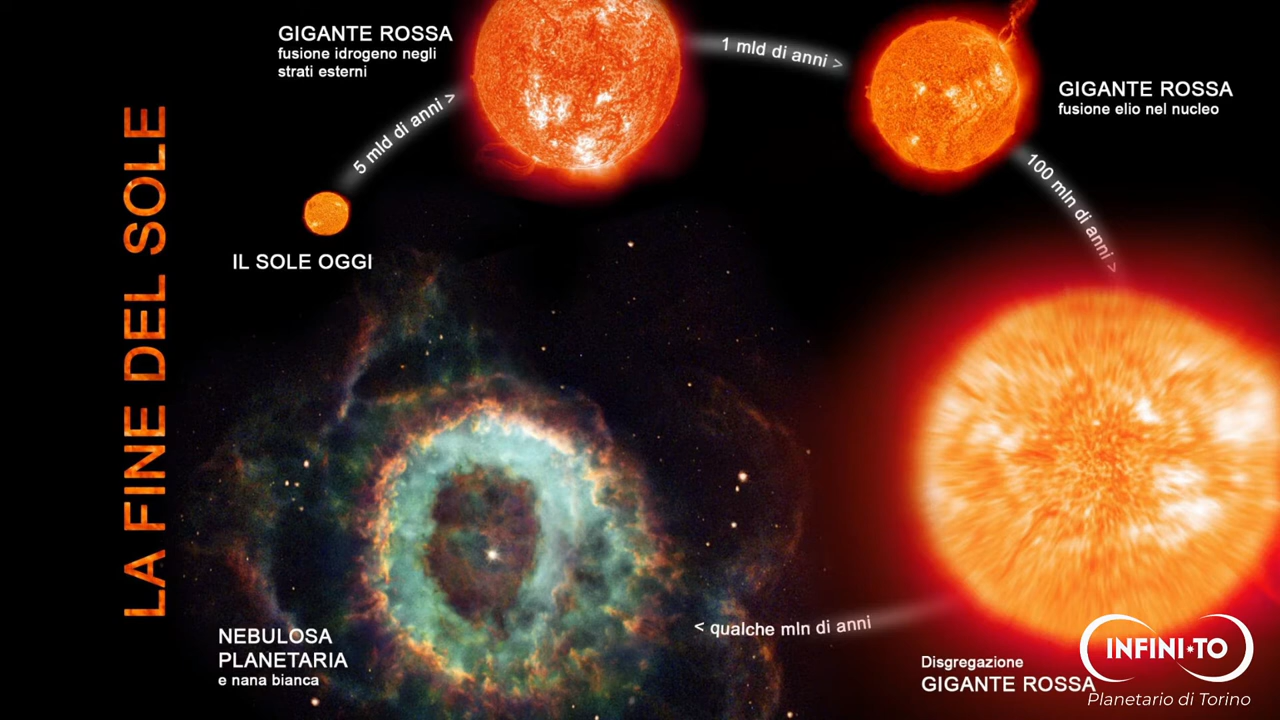 LA FINE DEL SOLE
IL SOLE OGGI
5 mld di anni >
GIGANTE ROSSA
fusione idrogeno negli
strati esterni
1 mld di anni >
GIGANTE ROSSA
fusione elio nel nucleo
100 mln di anni >
Disgregazione
GIGANTE ROSSA
< qualche mln di anni
NEBULOSA
PLANETARIA
e nana bianca
INFINI★TO
Planetario di Torino